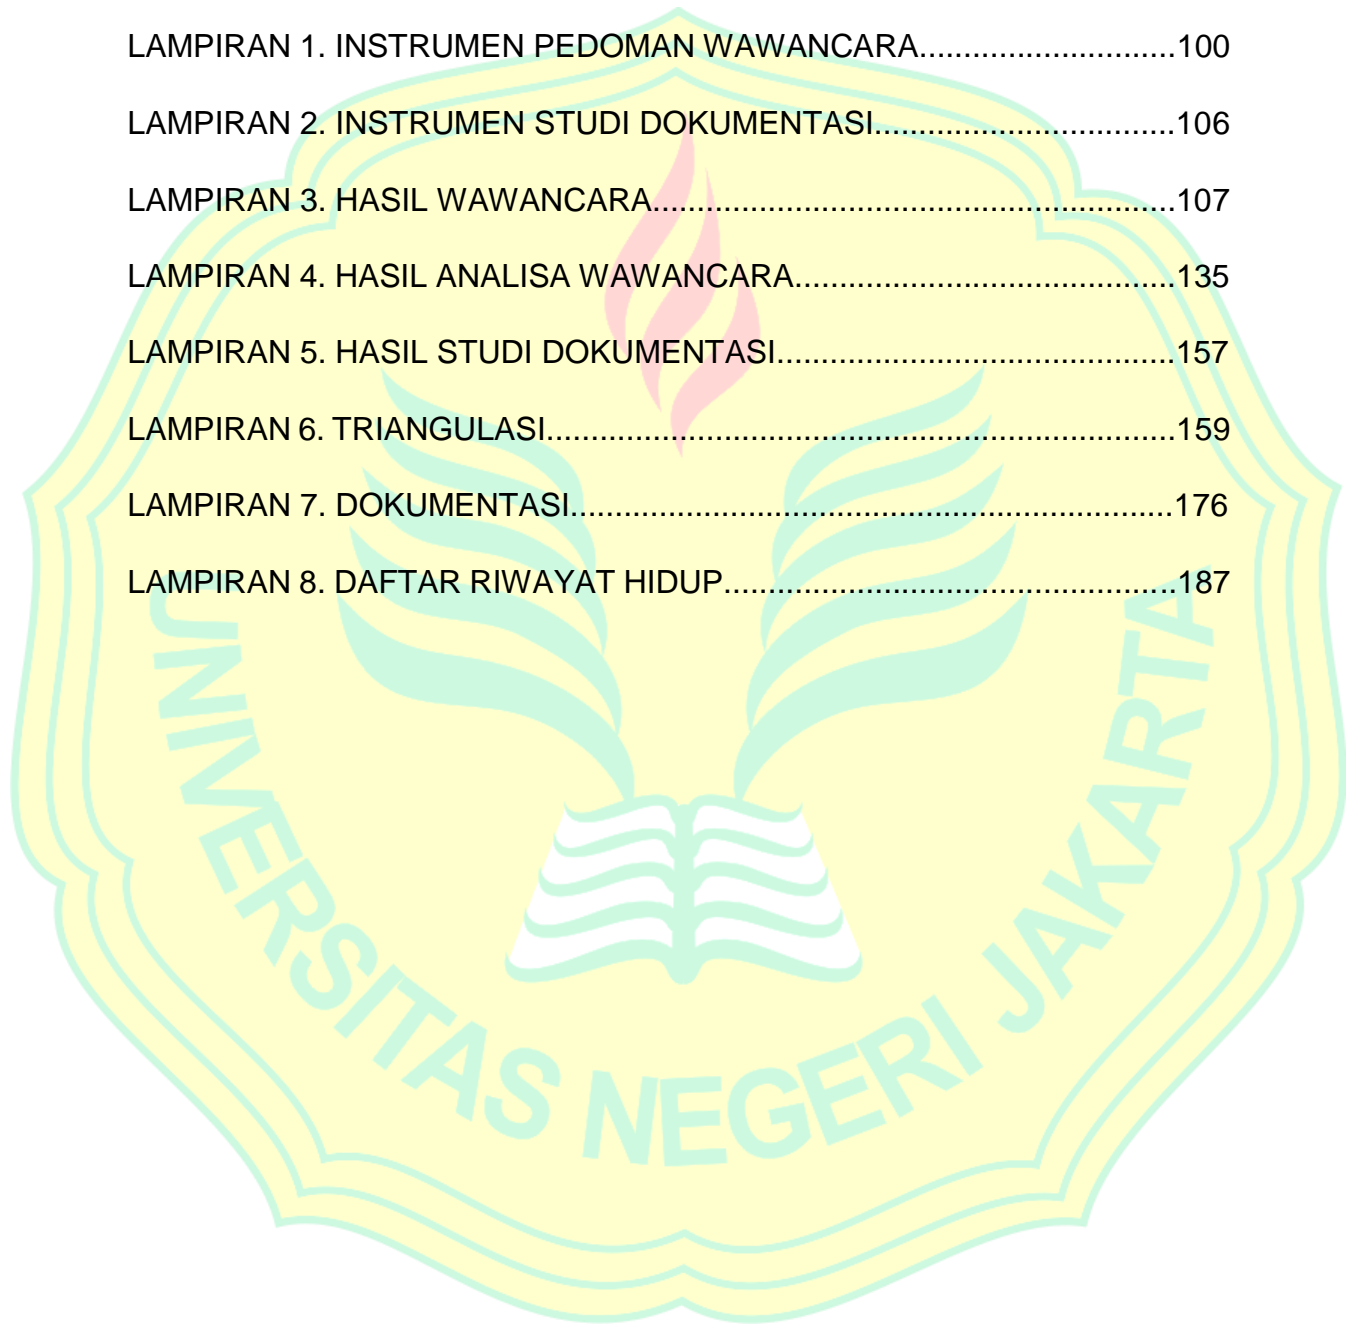 LAMPIRAN 1. INSTRUMEN PEDOMAN WAWANCARA.............................100
LAMPIRAN 2. INSTRUMEN STUDI DOKUMENTASI..................................106
LAMPIRAN 3. HASIL WAWANCARA...........................................................107
LAMPIRAN 4. HASIL ANALISA WAWANCARA...........................................135
LAMPIRAN 5. HASIL STUDI DOKUMENTASI.............................................157
LAMPIRAN 6. TRIANGULASI.......................................................................159
LAMPIRAN 7. DOKUMENTASI....................................................................176
LAMPIRAN 8. DAFTAR RIWAYAT HIDUP...................................................187
UNIVERSITAS NEGERI JAKARTA